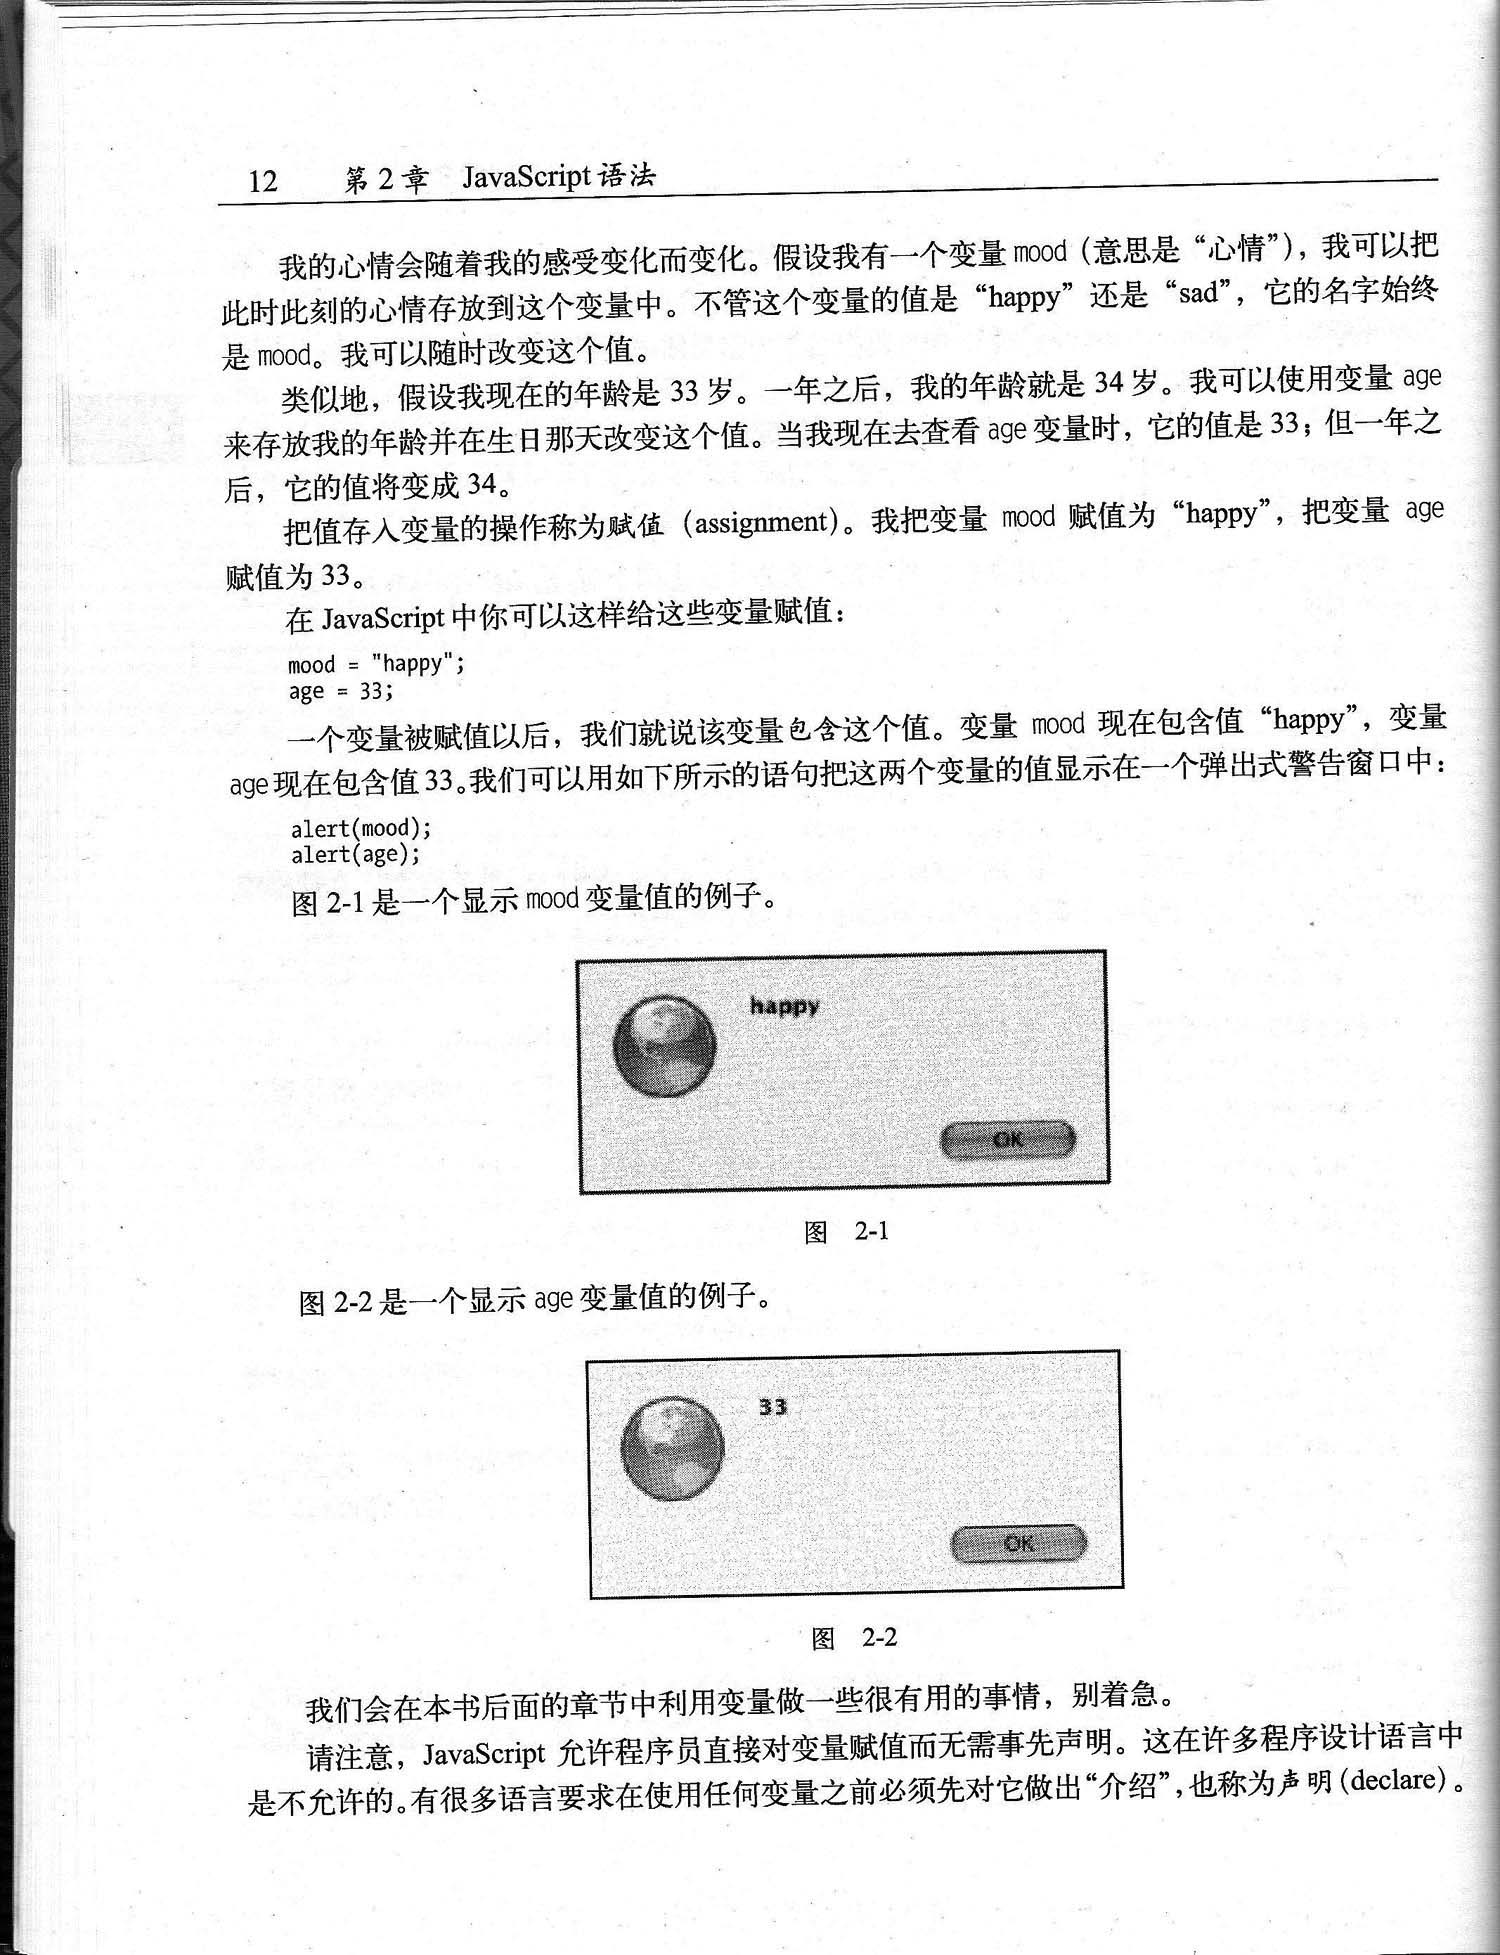 12 第2章 JavaScript语法
我的心情会随着我的感受变化而变化。假设我有一个变量 mood（意思是“心情”），我可以把
此时此刻的心情存放到这个变量中。不管这个变量的值是“happy”还是“sad”，它的名字始终
是 mood。我可以随时改变这个值。
类似地，假设我现在的年龄是 33 岁。一年之后，我的年龄就是 34 岁。我可以使用变量 age
来存放我的年龄并在生日那天改变这个值。当我现在去查看 age 变量时，它的值是 33；但一年之
后，它的值将变成 34。
把值存入变量的操作称为赋值（assignment）。我把变量 mood 赋值为“happy”，把变量 age
赋值为 33。
在 JavaScript 中你可以这样给这些变量赋值：
mood = "happy";
age = 33;
一个变量被赋值以后，我们就说该变量包含这个值。变量 mood 现在包含值“happy”，变量
age 现在包含值 33。我们可以用如下所示的语句把这两个变量的值显示在一个弹出式警告窗口中：
alert(mood);
alert(age);
图 2-1 是一个显示 mood 变量值的例子。
happy
OK
图 2-1
图 2-2 是一个显示 age 变量值的例子。
33
OK
图 2-2
我们会在本书后面的章节中利用变量做一些很有用的事情，别着急。
请注意，JavaScript 允许程序员直接对变量赋值而无需事先声明。这在许多程序设计语言中
是不允许的。有很多语言要求在使用任何变量之前必须先对它做出“介绍”，也称为声明（declare）。